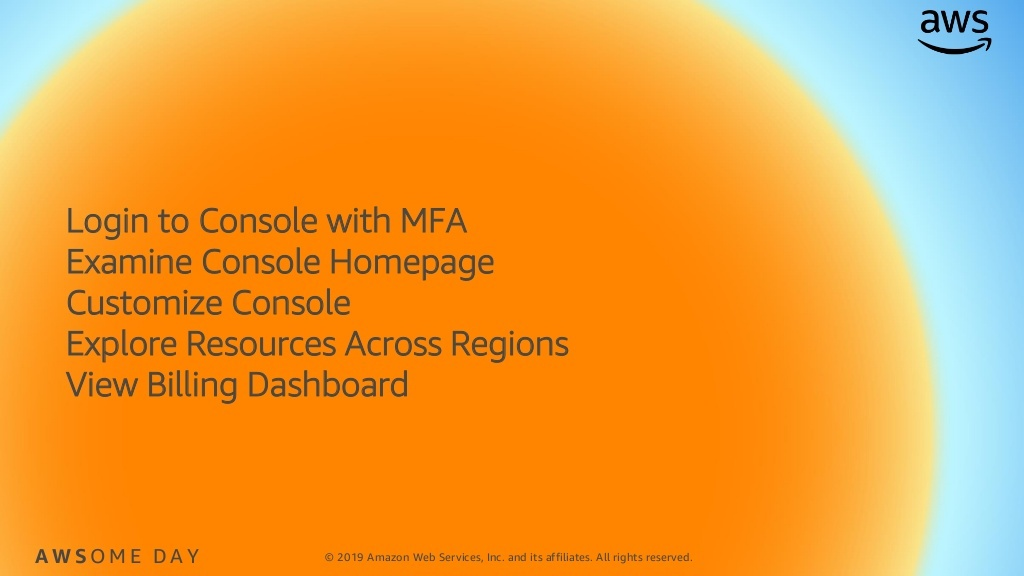 aws
Login to Console with MFA
Examine Console Homepage
Customize Console
Explore Resources Across Regions
View Billing Dashboard
AWSOME DAY
© 2019 Amazon Web Services, Inc. and its affiliates. All rights reserved.